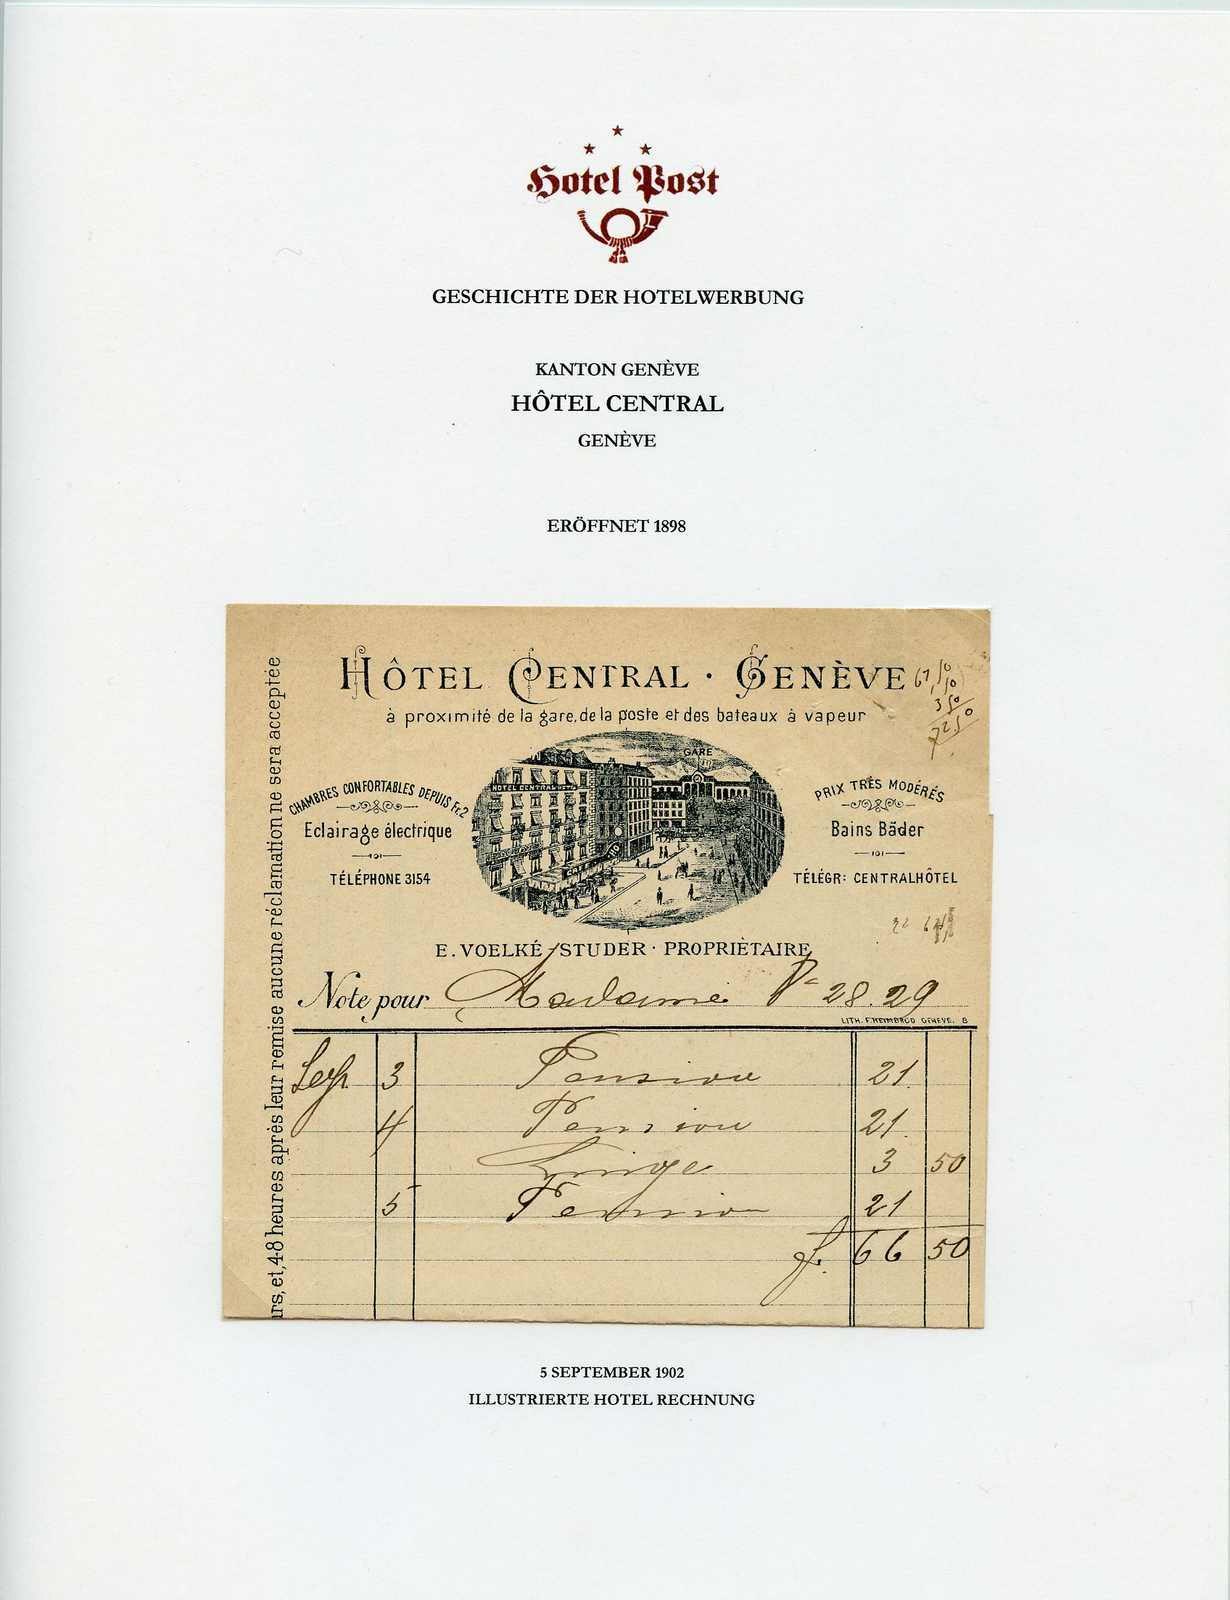 Hotel Post
GESCHICHTE DER HOTELWERBUNG
KANTON GENÈVE
HÔTEL CENTRAL
GENÈVE
ERÖFFNET 1898
HÔTEL CENTRAL · GENÈVE
à proximité de la gare, de la poste et des bateaux à vapeur
CHAMBRES CONFORTABLES DEPUIS Fr. 2
Eclairage électrique
TÉLÉPHONE 3154
GARE
HOTEL CENTRAL
PRIX TRÈS MODÉRÉS
Bains Bäder
TÉLÉGR: CENTRALHÔTEL
E. VOELKÉ-STUDER · PROPRIÈTAIRE
Note pour Madame 28.29
LITH. F. HEIMBROD GENÈVE. 8
Sep. 3 Pension 21
4 Pension 21
Linge 3 50
5 Pension 21
f. 66 50
rs, et, 48 heures après leur remise aucune réclamation ne sera acceptée
5 SEPTEMBER 1902
ILLUSTRIERTE HOTEL RECHNUNG